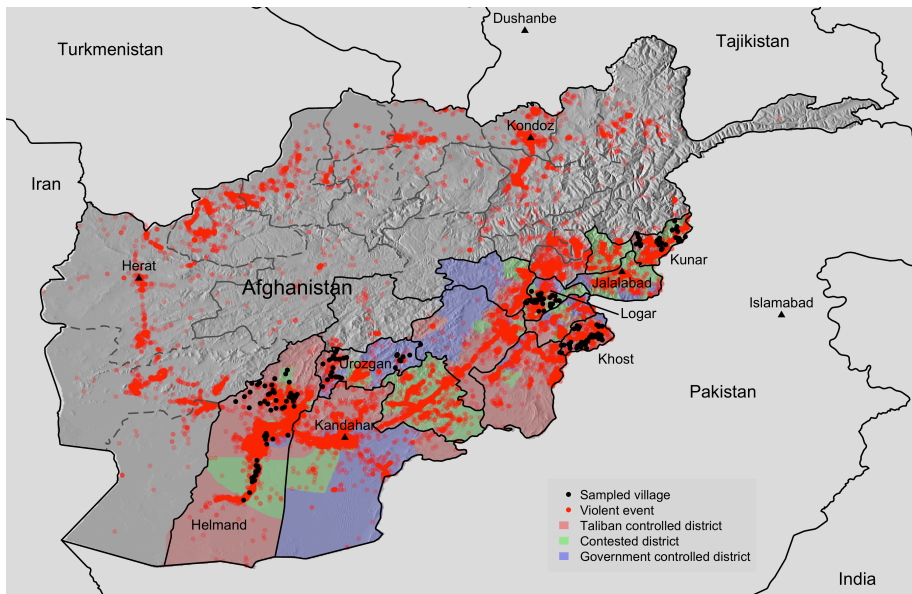 Dushanbe
Turkmenistan
Tajikistan
Kondoz
Iran
Kunar
Herat
Jalalabad
Afghanistan
Islamabad
Logar
Khost
Urozgan
Pakistan
Kandahar
Sampled village
Violent event
Helmand
Taliban controlled district
Contested district
Government controlled district
India